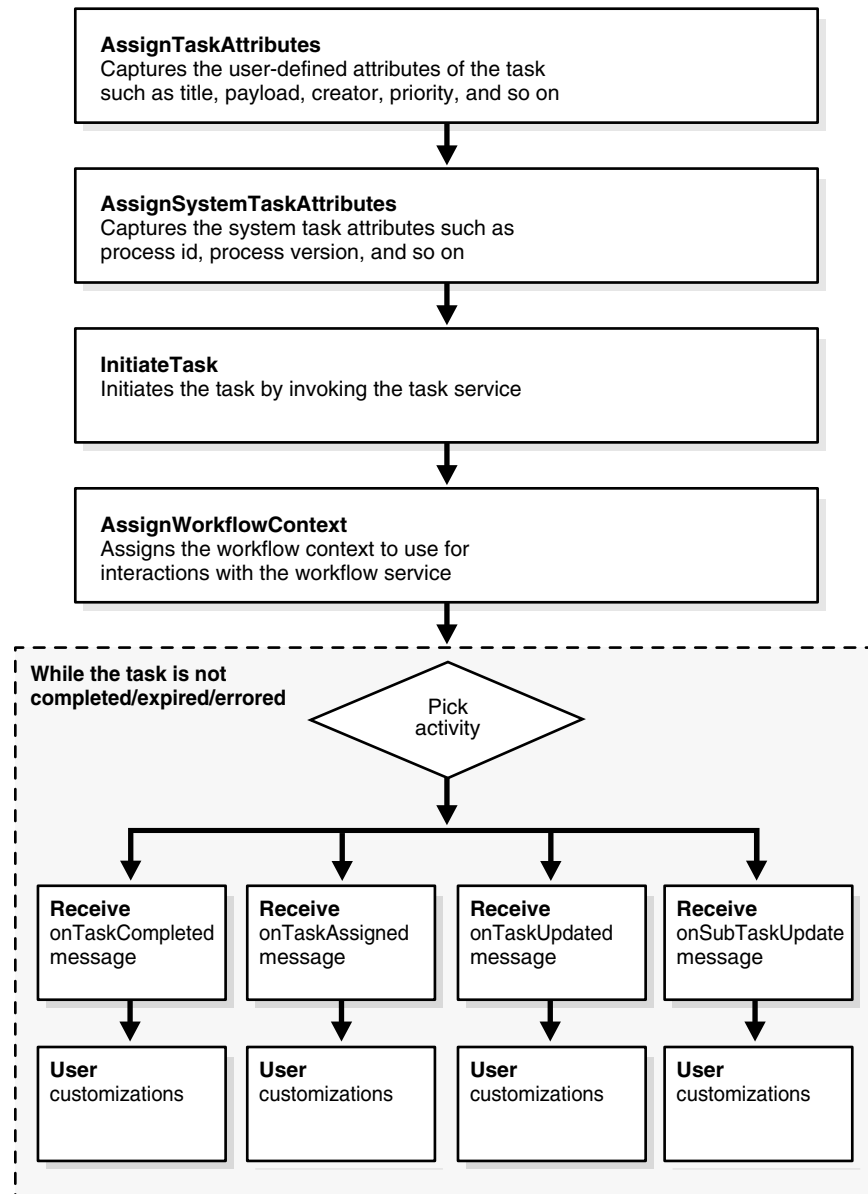 AssignTaskAttributes
Captures the user-defined attributes of the task
such as title, payload, creator, priority, and so on
AssignSystemTaskAttributes
Captures the system task attributes such as
process id, process version, and so on
InitiateTask
Initiates the task by invoking the task service
AssignWorkflowContext
Assigns the workflow context to use for
interactions with the workflow service
While the task is not
completed/expired/errored
Pick
activity
Receive
onTaskCompleted
message
Receive
onTaskAssigned
message
Receive
onTaskUpdated
message
Receive
onSubTaskUpdate
message
User
customizations
User
customizations
User
customizations
User
customizations